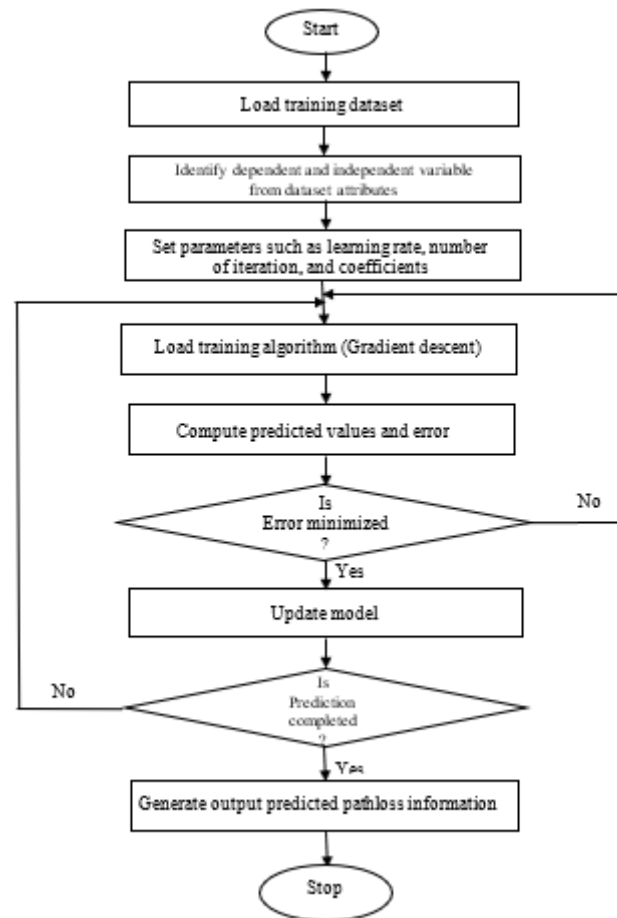 Start
Load training dataset
Identify dependent and independent variable
from dataset attributes
Set parameters such as learning rate, number
of iteration, and coefficients
Load training algorithm (Gradient descent)
Compute predicted values and error
Is
Error minimized
?
No
Yes
Update model
Is
Prediction
completed
?
No
Yes
Generate output predicted pathloss information
Stop